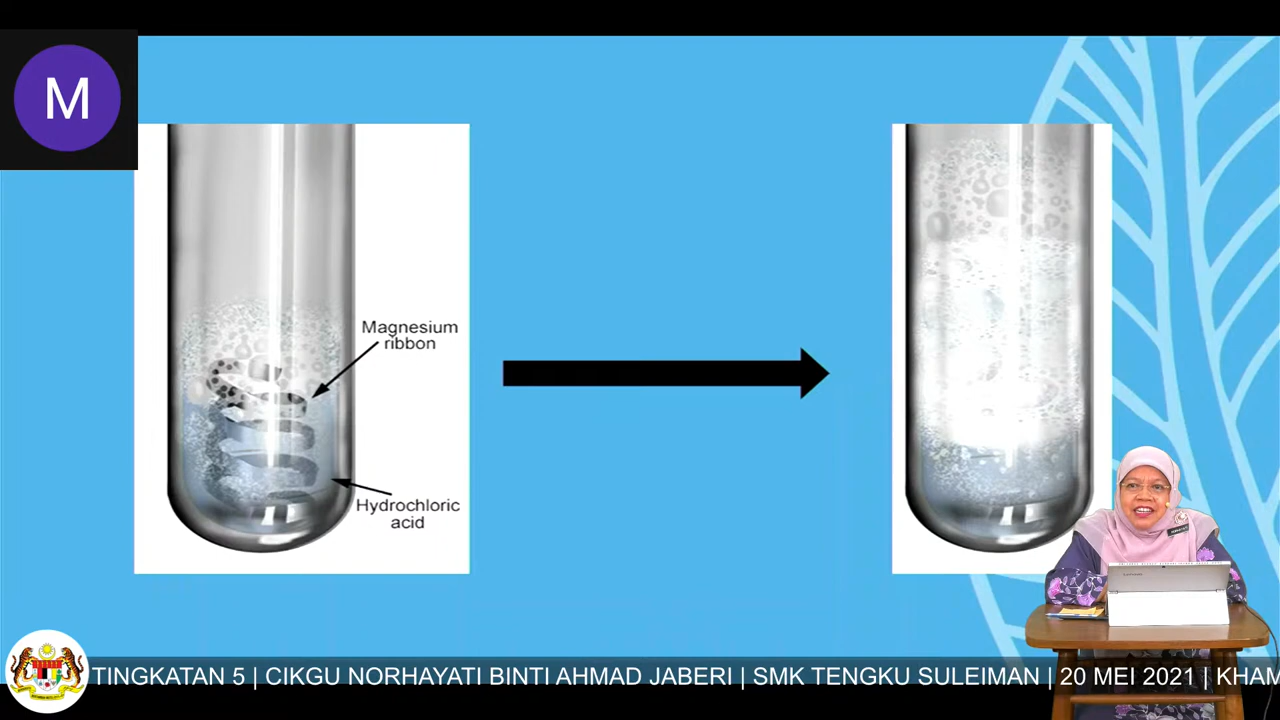 M
Magnesium
ribbon
Hydrochloric
acid
TINGKATAN 5 | CIKGU NORHAYATI BINTI AHMAD JABERI | SMK TENGKU SULEIMAN | 20 MEI 2021 | KHAM